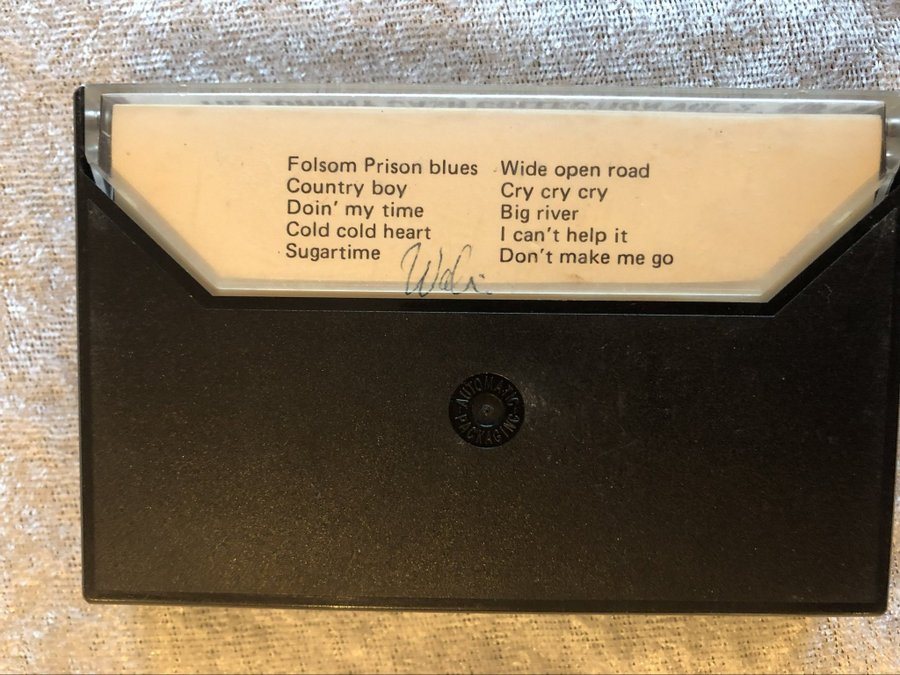 Folsom Prison blues
Country boy
Doin' my time
Cold cold heart
Sugartime
Wide open road
Cry cry cry
Big river
I can't help it
Don't make me go
AUTOMATIC
PACKAGING